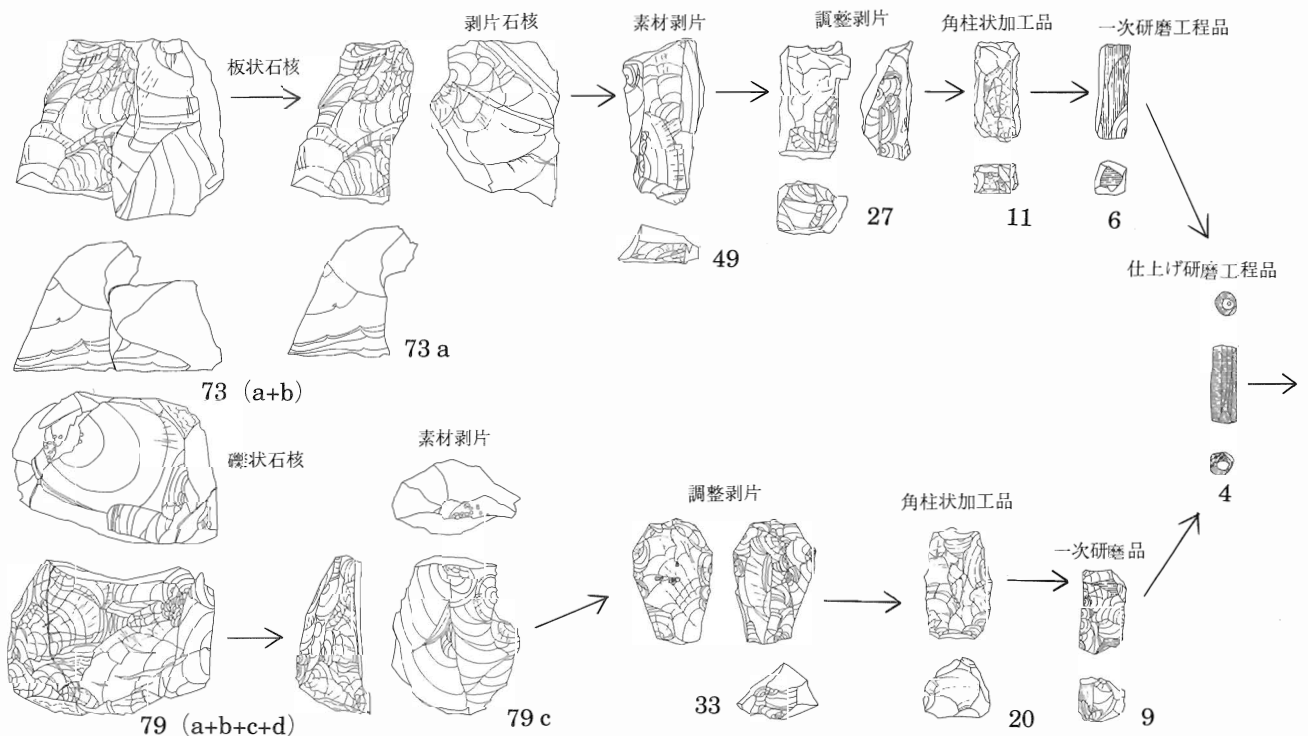 板状石核
剥片石核
素材剥片
調整剥片
角柱状加工品
一次研磨工程品
49
27
11
6
仕上げ研磨工程品
73 a
73 (a+b)
4
礫状石核
素材剥片
調整剥片
角柱状加工品
一次研磨品
79 (a+b+c+d)
79 c
33
20
9